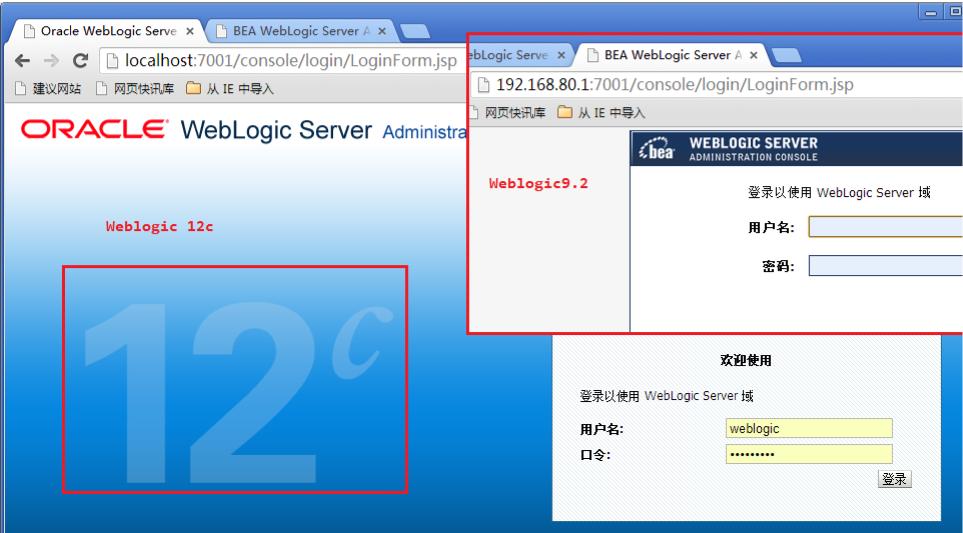 Oracle WebLogic Serve
BEA WebLogic Server A
localhost:7001/console/login/LoginForm.jsp
建议网站
网页快讯库
从 IE 中导入
ORACLE WebLogic Server Administra
Weblogic 12c
12c
ebLogic Serve
BEA WebLogic Server A
192.168.80.1:7001/console/login/LoginForm.jsp
网页快讯库
从 IE 中导入
bea
WEBLOGIC SERVER
ADMINISTRATION CONSOLE
Weblogic9.2
登录以使用 WebLogic Server 域
用户名:
密码:
欢迎使用
登录以使用 WebLogic Server 域
用户名:
weblogic
口令:
•••••••••
登录